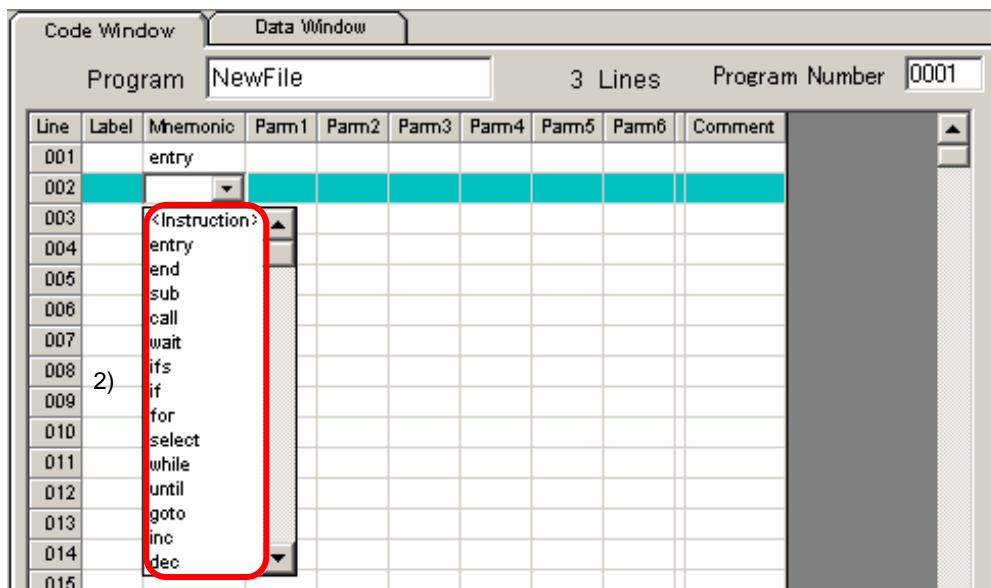 Code Window Data Window
Program NewFile 3 Lines Program Number 0001
Line Label Mnemonic Parm1 Parm2 Parm3 Parm4 Parm5 Parm6 Comment
001 entry
002
003 <Instruction>
004 entry
005 end
sub
006 call
007 wait
008 ifs
2) if
009 for
010 select
011 while
012 until
013 goto
inc
014 dec
015